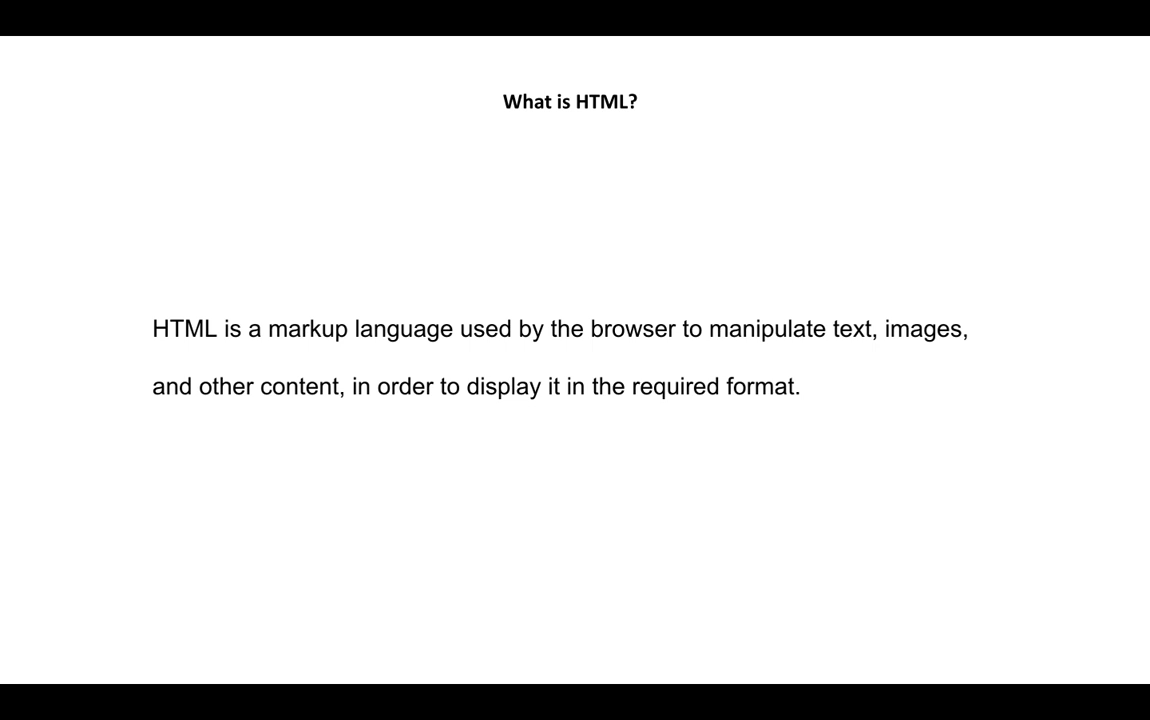 What is HTML?
HTML is a markup language used by the browser to manipulate text, images,
and other content, in order to display it in the required format.